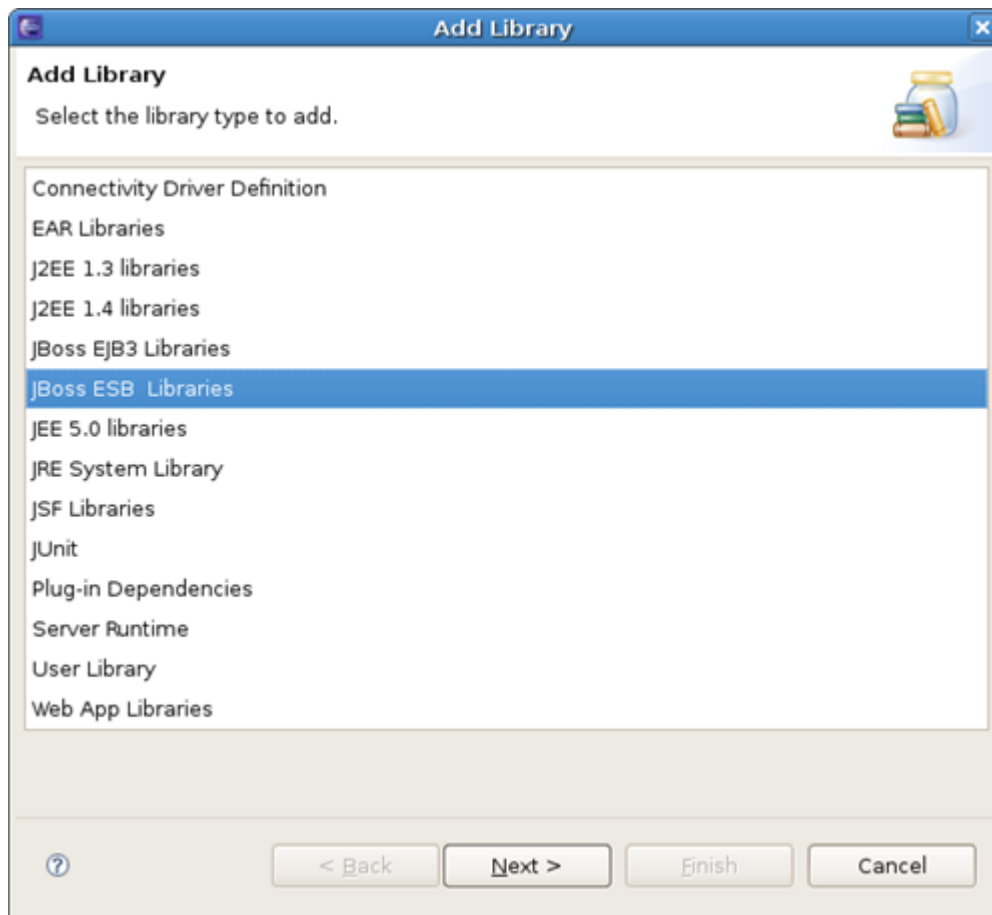 Add Library
Add Library
Select the library type to add.
Connectivity Driver Definition
EAR Libraries
J2EE 1.3 libraries
J2EE 1.4 libraries
JBoss EJB3 Libraries
JBoss ESB  Libraries
JEE 5.0 libraries
JRE System Library
JSF Libraries
JUnit
Plug-in Dependencies
Server Runtime
User Library
Web App Libraries
? < Back Next > Finish Cancel